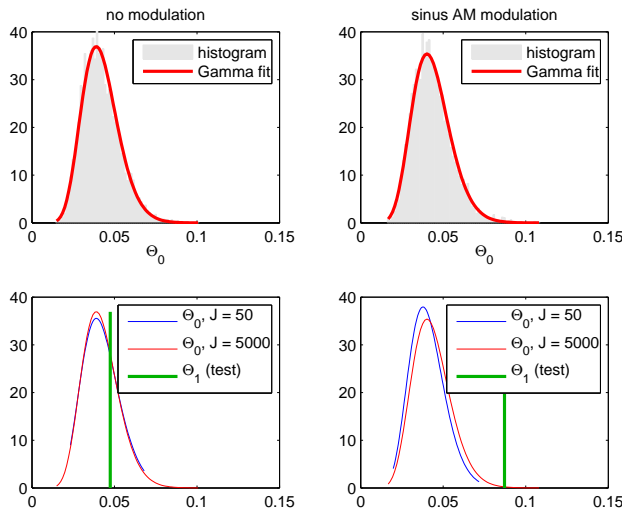 no modulation
sinus AM modulation
40
30
20
10
0
0
0.05
0.1
0.15
Θ₀
histogram
Gamma fit
40
30
20
10
0
0
0.05
0.1
0.15
Θ₀
histogram
Gamma fit
40
30
20
10
0
0
0.05
0.1
0.15
Θ₀, J = 50
Θ₀, J = 5000
Θ₁ (test)
40
30
20
10
0
0
0.05
0.1
0.15
Θ₀, J = 50
Θ₀, J = 5000
Θ₁ (test)